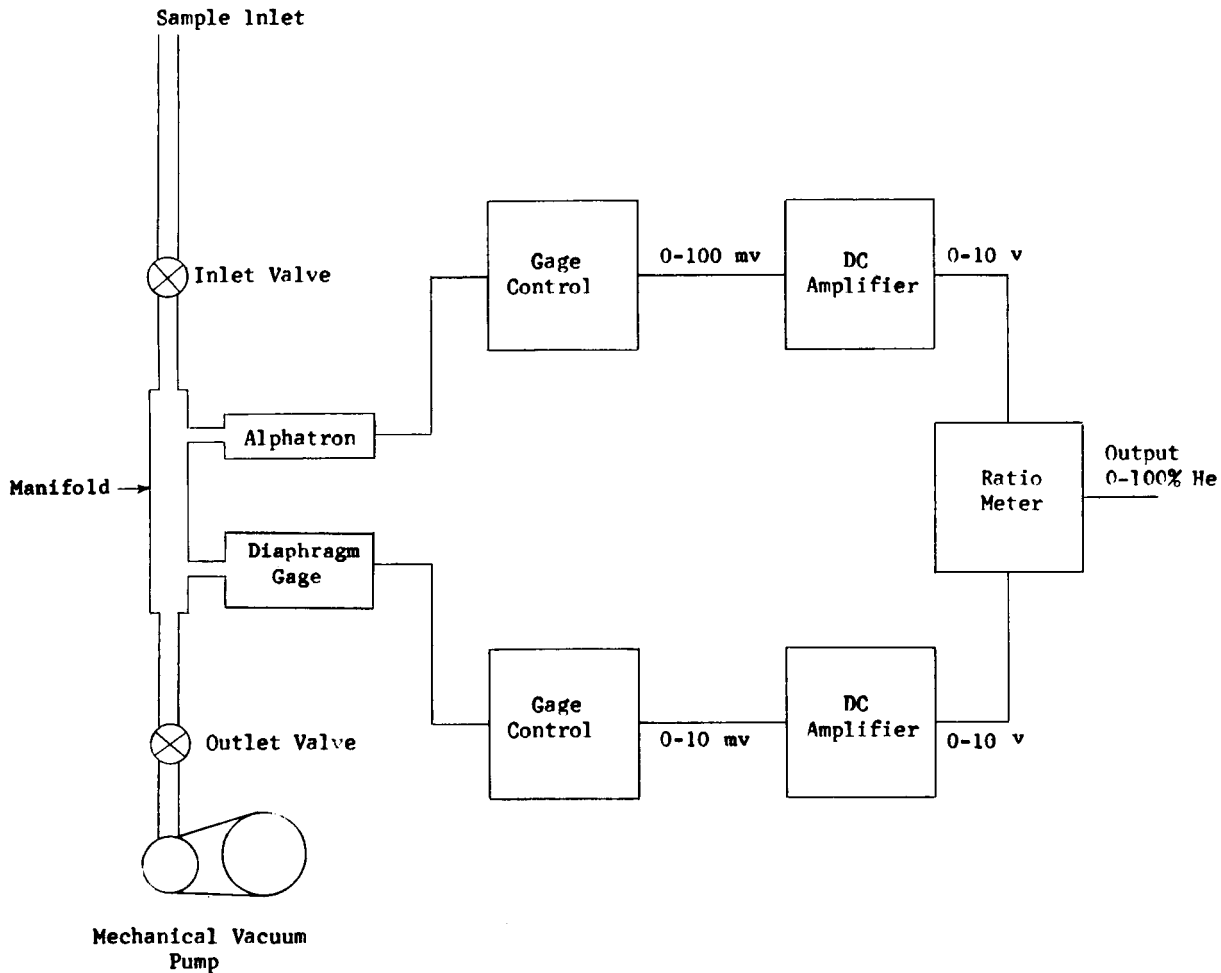 Sample Inlet
Inlet Valve
Gage
Control
0-100 mv
DC
Amplifier
0-10 v
Alphatron
Manifold
Ratio
Meter
Output
0-100% He
Diaphragm
Gage
Gage
Control
0-10 mv
DC
Amplifier
0-10 v
Outlet Valve
Mechanical Vacuum
Pump